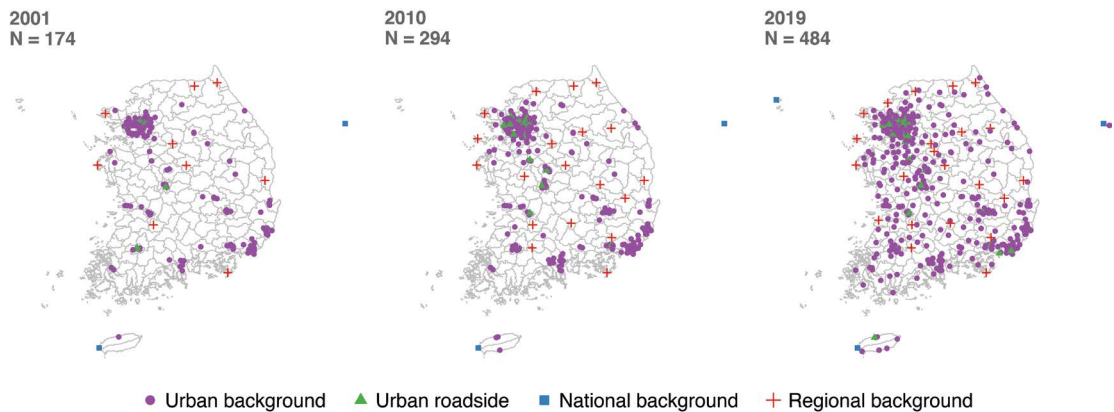 2001
N = 174
2010
N = 294
2019
N = 484
Urban background
Urban roadside
National background
Regional background